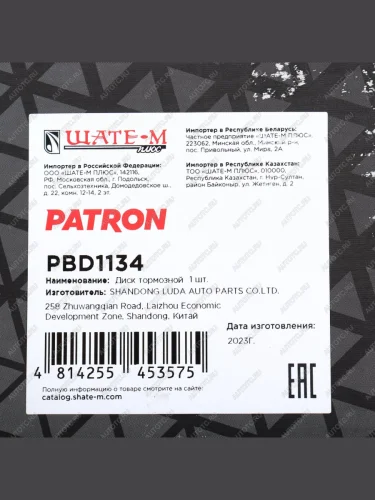 ШАТЕ-М
ПЛЮС
Импортер в Российской Федерации:
ООО «ШАТЕ-М ПЛЮС», 142116,
РФ, Московская обл., г. Подольск,
пос. Сельхозтехника, Домодедовское ш.,
д. 22, комн. 12-14, 2 эт.
Импортер в Республике Беларусь:
Частное предприятие «ШАТЕ-М ПЛЮС»,
223062, Минская обл., Минский р-н,
пос. Привольный, ул. Мира, 2А
Импортер в Республике Казахстан:
ТОО «ШАТЕ-М ПЛЮС», 010000,
Республика Казахстан, г. Нур-Султан,
район Байконыр, ул. Жетиген, д. 2
PATRON
PBD1134
Наименование: Диск тормозной 1 шт.
Изготовитель: SHANDONG LUDA AUTO PARTS CO.LTD.
258 Zhuwangqian Road, Laizhou Economic
Development Zone, Shandong, Китай
Дата изготовления:
2023г.
4 814255 453575
EAC
Полную информацию о товаре смотрите на сайте:
catalog.shate-m.com